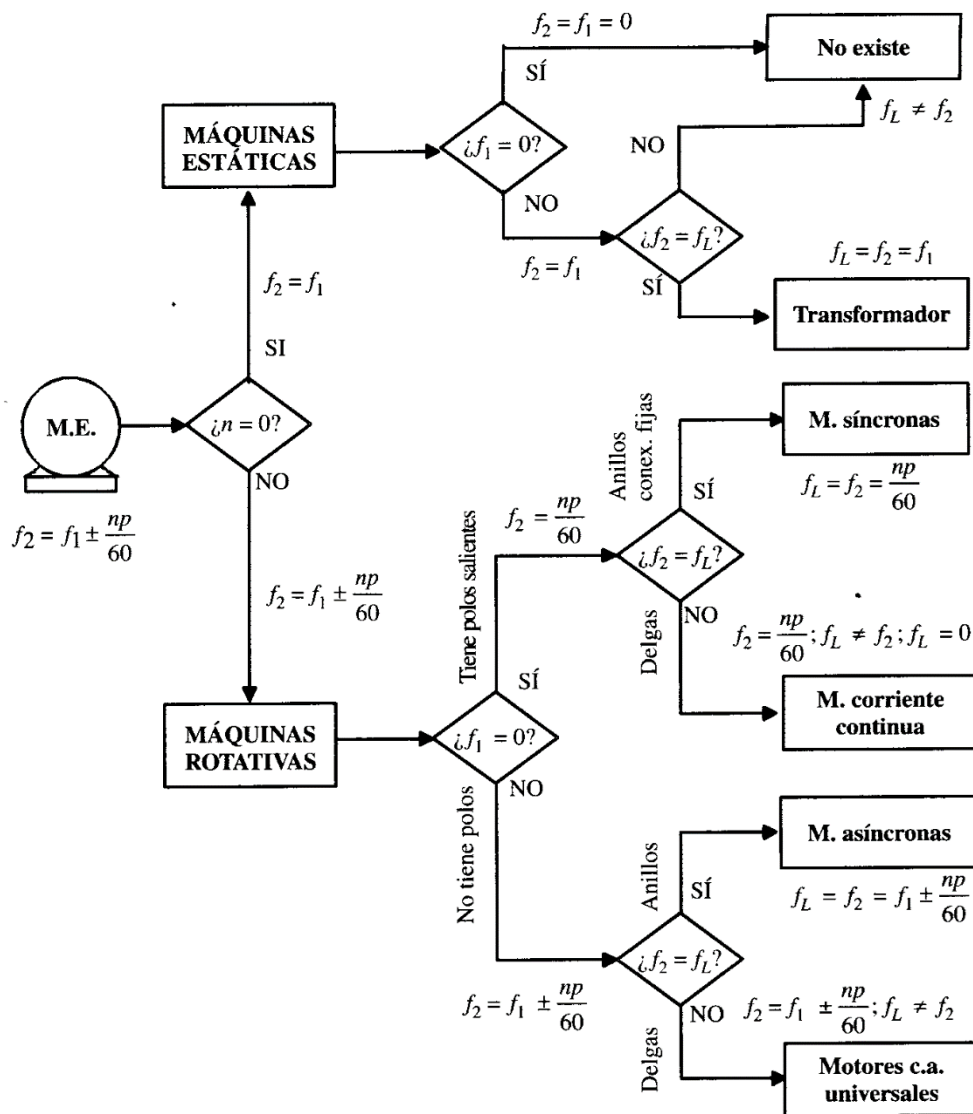 f₂ = f₁ = 0
No existe
SÍ
MÁQUINAS
ESTÁTICAS
¿f₁ = 0?
NO
f_L ≠ f₂
NO
f₂ = f₁
¿f₂ = f_L?
SÍ
f_L = f₂ = f₁
Transformador
f₂ = f₁
SI
M.E.
¿n = 0?
NO
f₂ = f₁ ± np/60
f₂ = f₁ ± np/60
MÁQUINAS
ROTATIVAS
¿f₁ = 0?
SÍ
Tiene polos salientes
f₂ = np/60
NO
No tiene polos
f₂ = f₁ ± np/60
Anillos
conex. fijas
SÍ
M. síncronas
f_L = f₂ = np/60
¿f₂ = f_L?
NO
Delgas
f₂ = np/60; f_L ≠ f₂; f_L = 0
M. corriente
continua
Anillos
SÍ
M. asíncronas
f_L = f₂ = f₁ ± np/60
¿f₂ = f_L?
NO
Delgas
f₂ = f₁ ± np/60; f_L ≠ f₂
Motores c.a.
universales